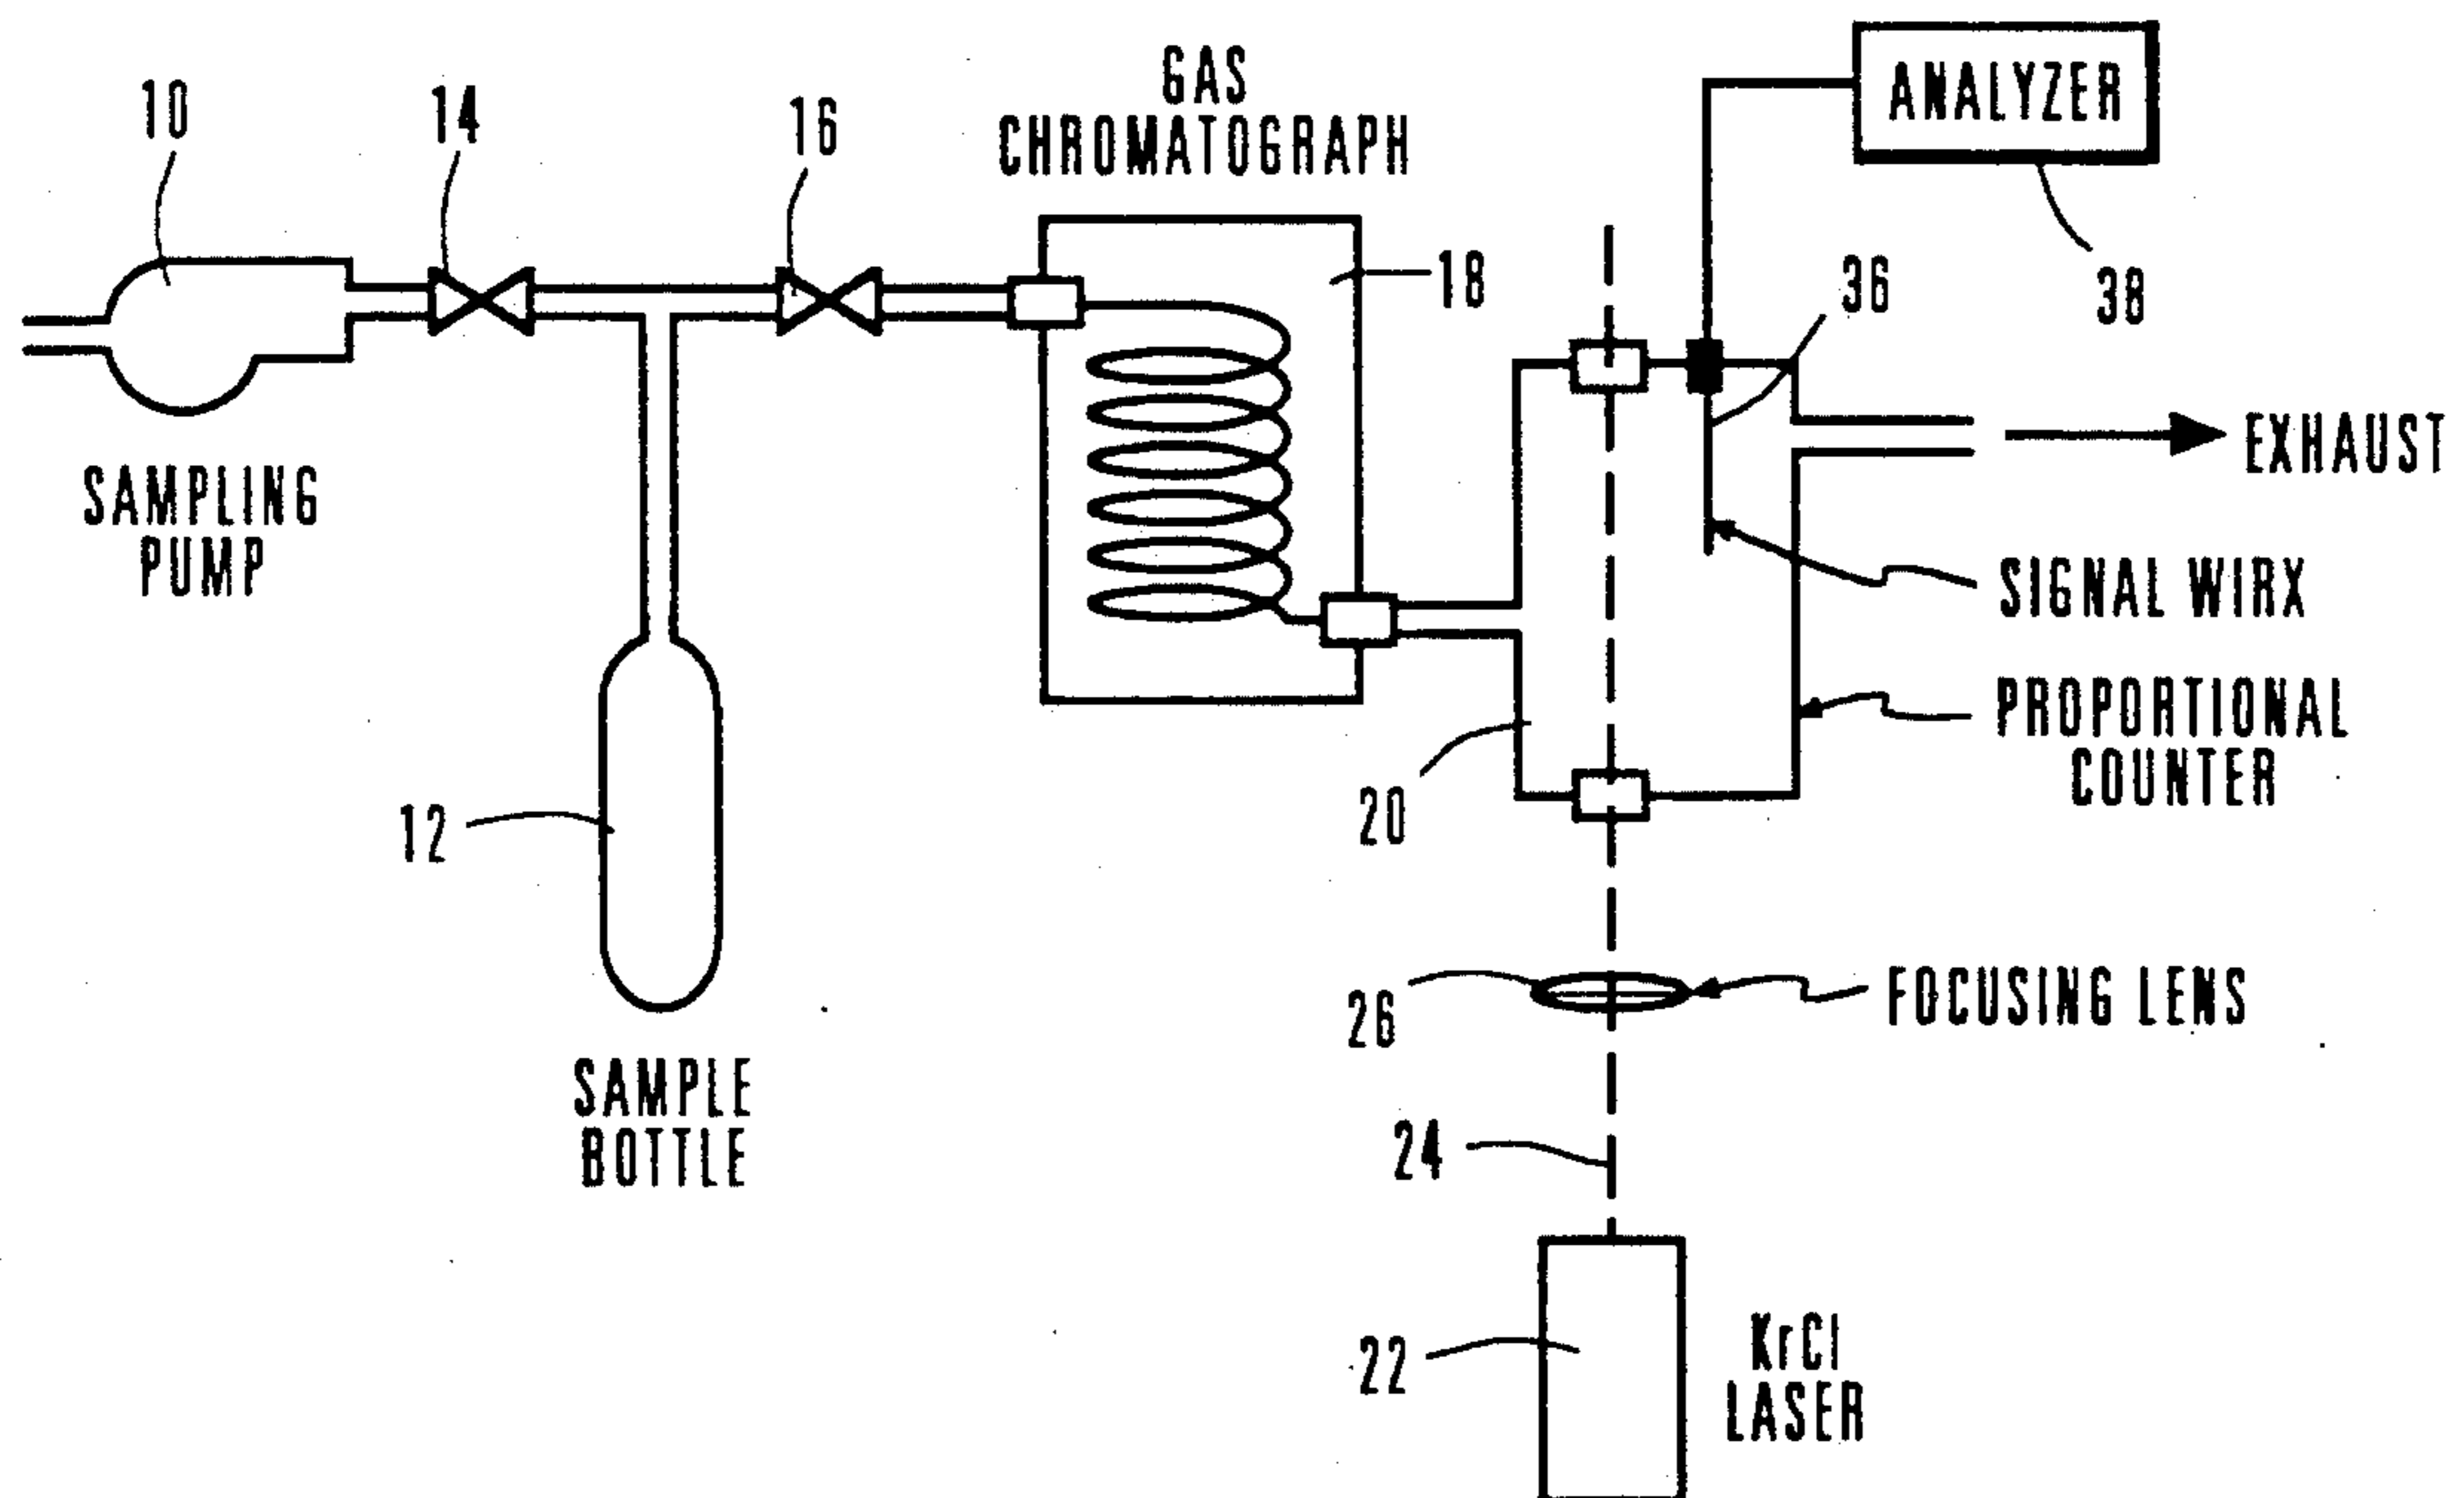 10
14
16
GAS
CHROMATOGRAPH
ANALYZER
18
36
38
EXHAUST
SAMPLING
PUMP
SIGNAL WIRX
PROPORTIONAL
COUNTER
12
20
26
FOCUSING LENS
SAMPLE
BOTTLE
24
22
KrCl
LASER